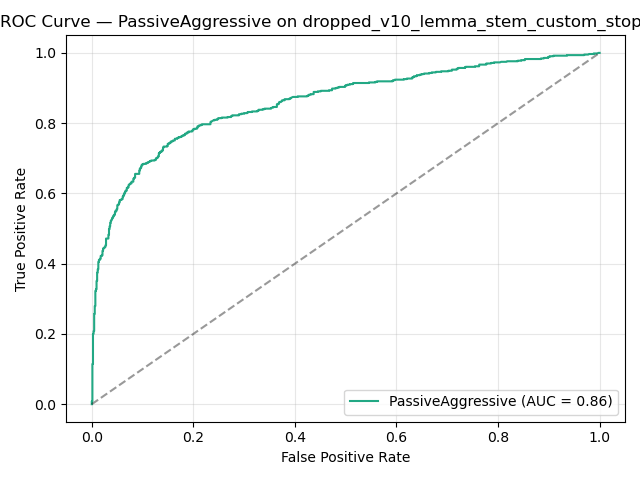 ROC Curve — PassiveAggressive on dropped_v10_lemma_stem_custom_stop
1.0
0.8
0.6
0.4
0.2
0.0
True Positive Rate
PassiveAggressive (AUC = 0.86)
0.0 0.2 0.4 0.6 0.8 1.0
False Positive Rate